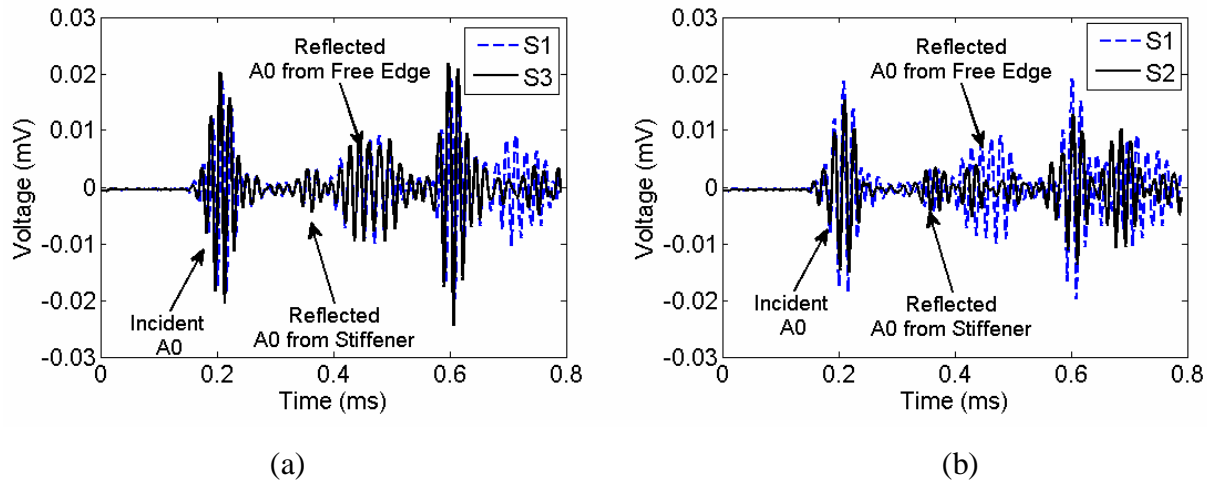 0.03
0.02
0.01
0
-0.01
-0.02
-0.03
Voltage (mV)
0
0.2
0.4
0.6
0.8
Time (ms)
Reflected
A0 from Free Edge
S1
S3
Incident
A0
Reflected
A0 from Stiffener
(a)
0.03
0.02
0.01
0
-0.01
-0.02
-0.03
Voltage (mV)
0
0.2
0.4
0.6
0.8
Time (ms)
Reflected
A0 from Free Edge
S1
S2
Incident
A0
Reflected
A0 from Stiffener
(b)